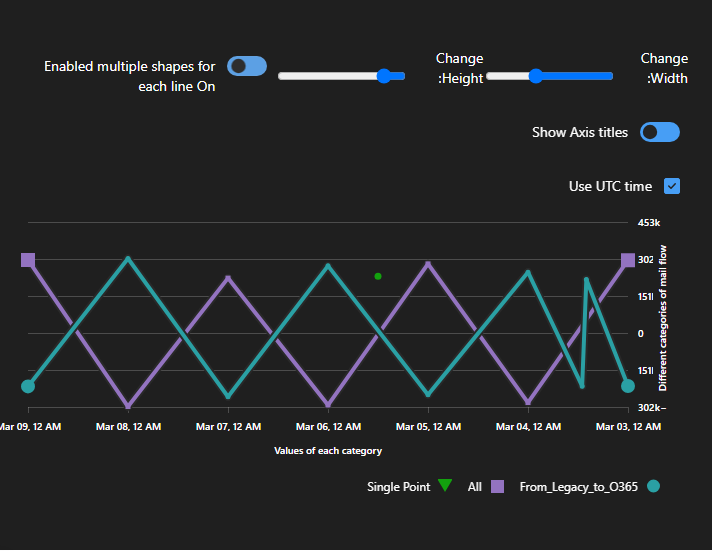 Enabled multiple shapes for
each line On
Change
:Height
Change
:Width
Show Axis titles
Use UTC time
453k
302
151
0
151
302k−
Different categories of mail flow
Mar 09, 12 AM
Mar 08, 12 AM
Mar 07, 12 AM
Mar 06, 12 AM
Mar 05, 12 AM
Mar 04, 12 AM
Mar 03, 12 AM
Values of each category
Single Point
All
From_Legacy_to_O365